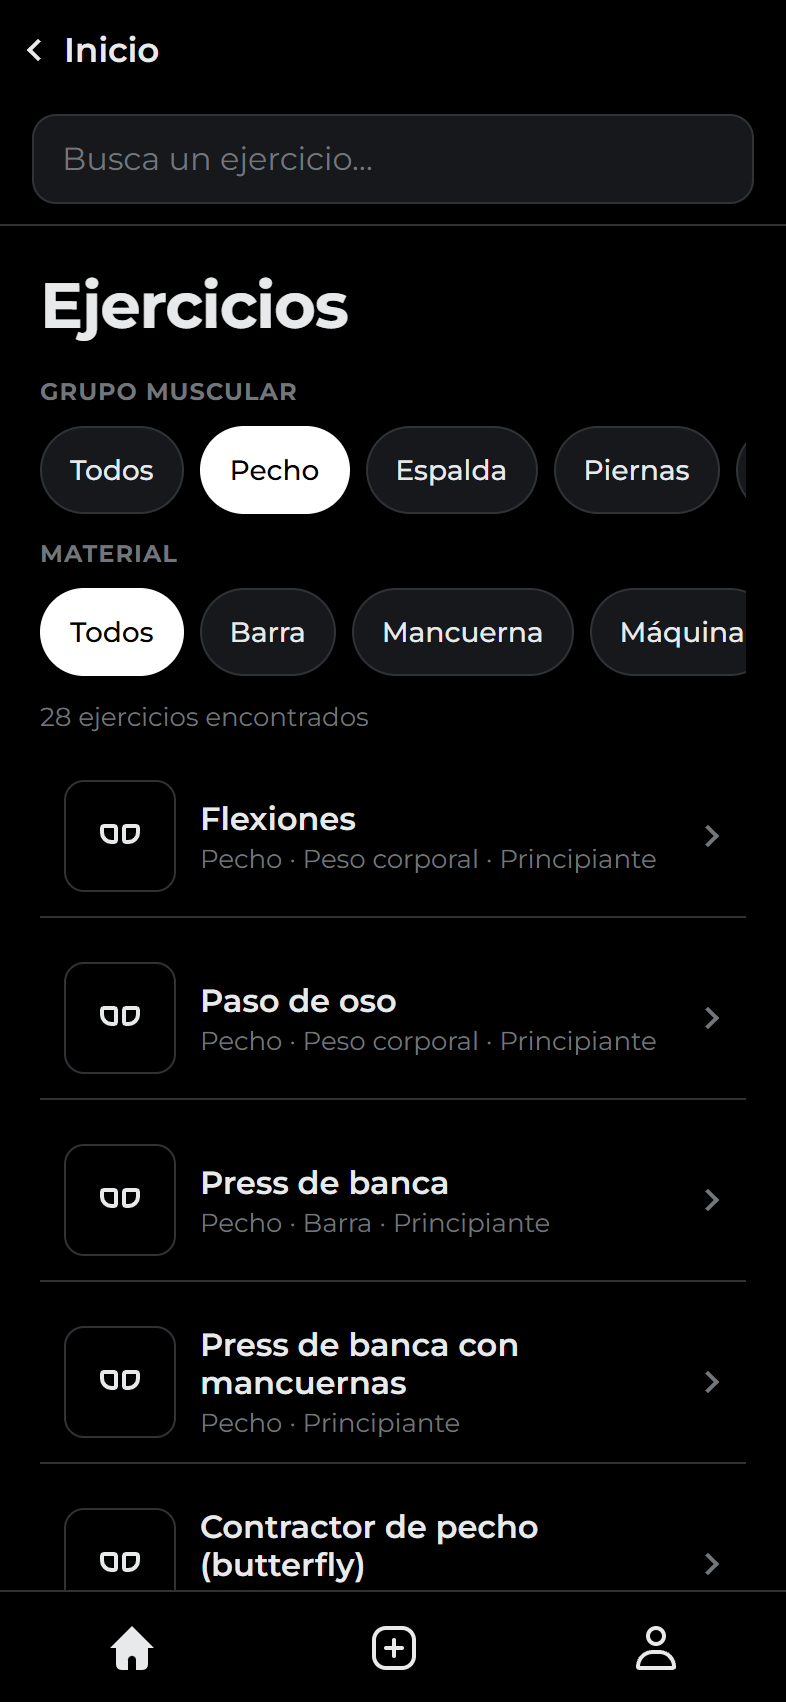 Inicio
Busca un ejercicio...
Ejercicios
GRUPO MUSCULAR
Todos Pecho Espalda Piernas
MATERIAL
Todos Barra Mancuerna Máquina
28 ejercicios encontrados
Flexiones
Pecho · Peso corporal · Principiante
Paso de oso
Pecho · Peso corporal · Principiante
Press de banca
Pecho · Barra · Principiante
Press de banca con
mancuernas
Pecho · Principiante
Contractor de pecho
(butterfly)